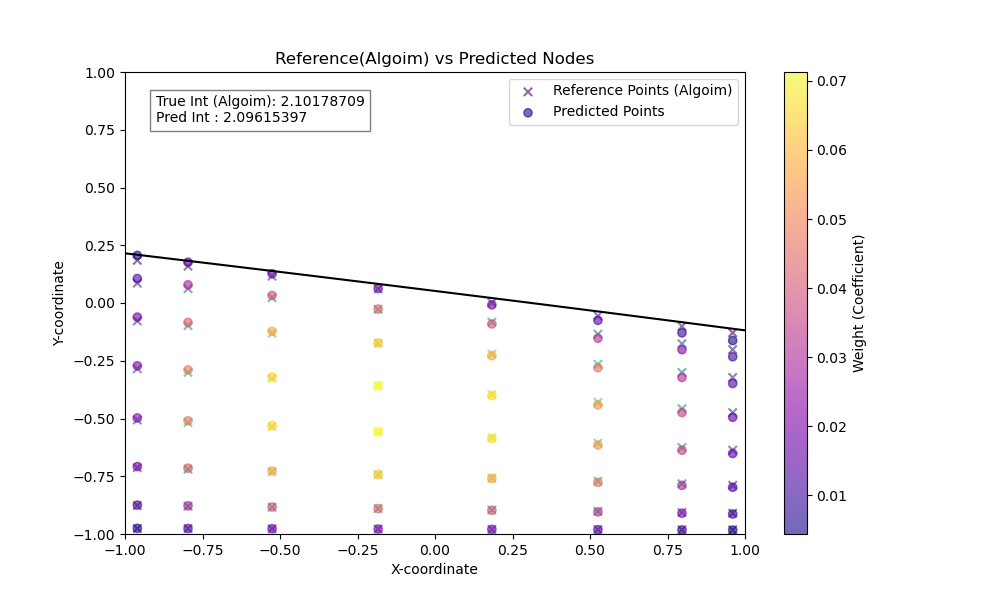 Reference(Algoim) vs Predicted Nodes
True Int (Algoim): 2.10178709
Pred Int : 2.09615397
Reference Points (Algoim)
Predicted Points
1.00
0.75
0.50
0.25
0.00
−0.25
−0.50
−0.75
−1.00
Y-coordinate
−1.00 −0.75 −0.50 −0.25 0.00 0.25 0.50 0.75 1.00
X-coordinate
0.07
0.06
0.05
0.04
0.03
0.02
0.01
Weight (Coefficient)